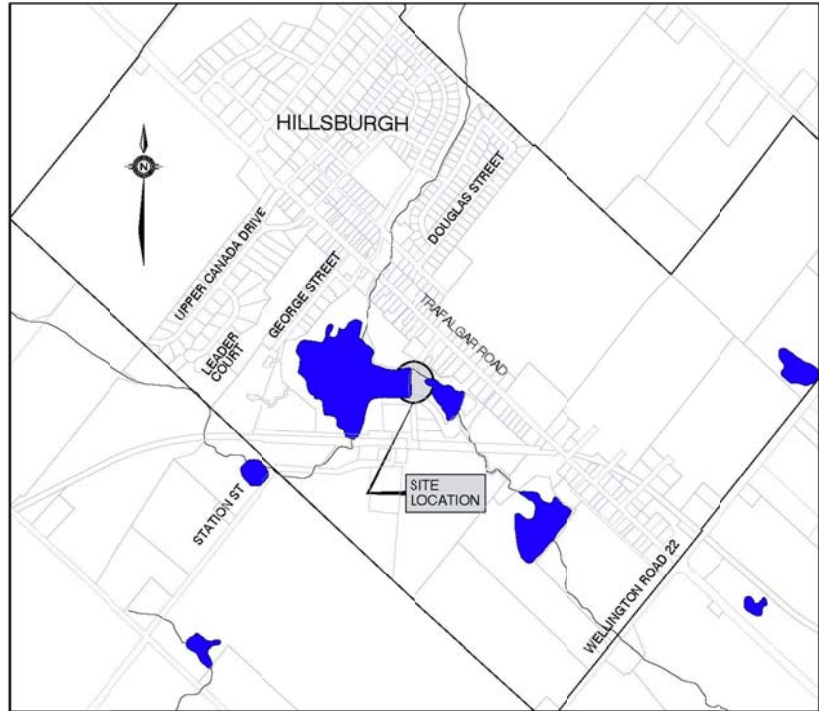 HILLSBURGH
N
DOUGLAS STREET
UPPER CANADA DRIVE
GEORGE STREET
TRAFALGAR ROAD
LEADER
COURT
SITE
LOCATION
STATION ST
WELLINGTON ROAD 22